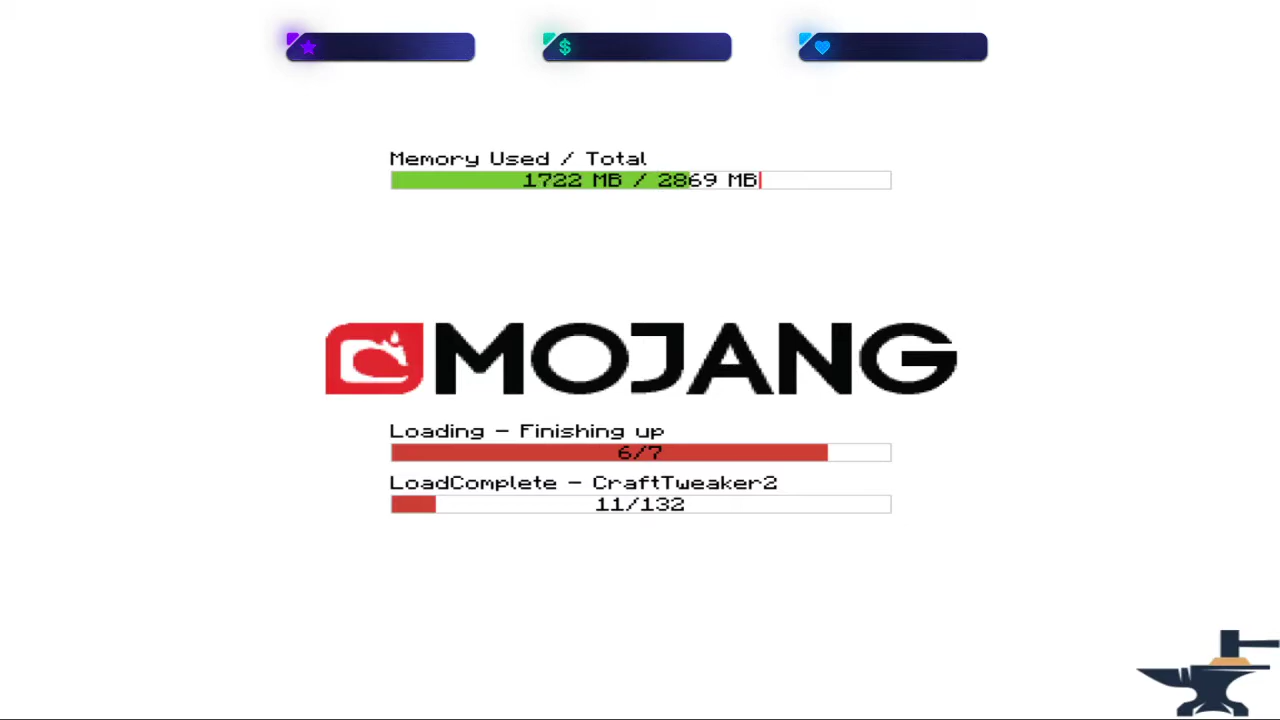 Memory Used / Total
1722 MB / 2869 MB
MOJANG
Loading - Finishing up
6/7
LoadComplete - CraftTweaker2
11/132